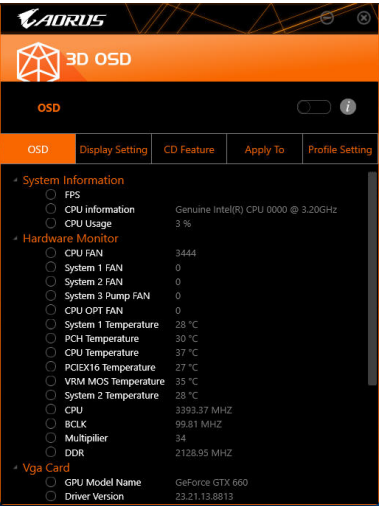 AORUS
3D OSD
OSD
i
OSD Display Setting CD Feature Apply To Profile Setting
System Information
FPS
CPU information Genuine Intel(R) CPU 0000 @ 3.20GHz
CPU Usage 3 %
Hardware Monitor
CPU FAN 3444
System 1 FAN 0
System 2 FAN 0
System 3 Pump FAN 0
CPU OPT FAN 0
System 1 Temperature 28 °C
PCH Temperature 30 °C
CPU Temperature 37 °C
PCIEX16 Temperature 27 °C
VRM MOS Temperature 35 °C
System 2 Temperature 28 °C
CPU 3393.37 MHZ
BCLK 99.81 MHZ
Multiplier 34
DDR 2128.95 MHZ
Vga Card
GPU Model Name GeForce GTX 660
Driver Version 23.21.13.8813